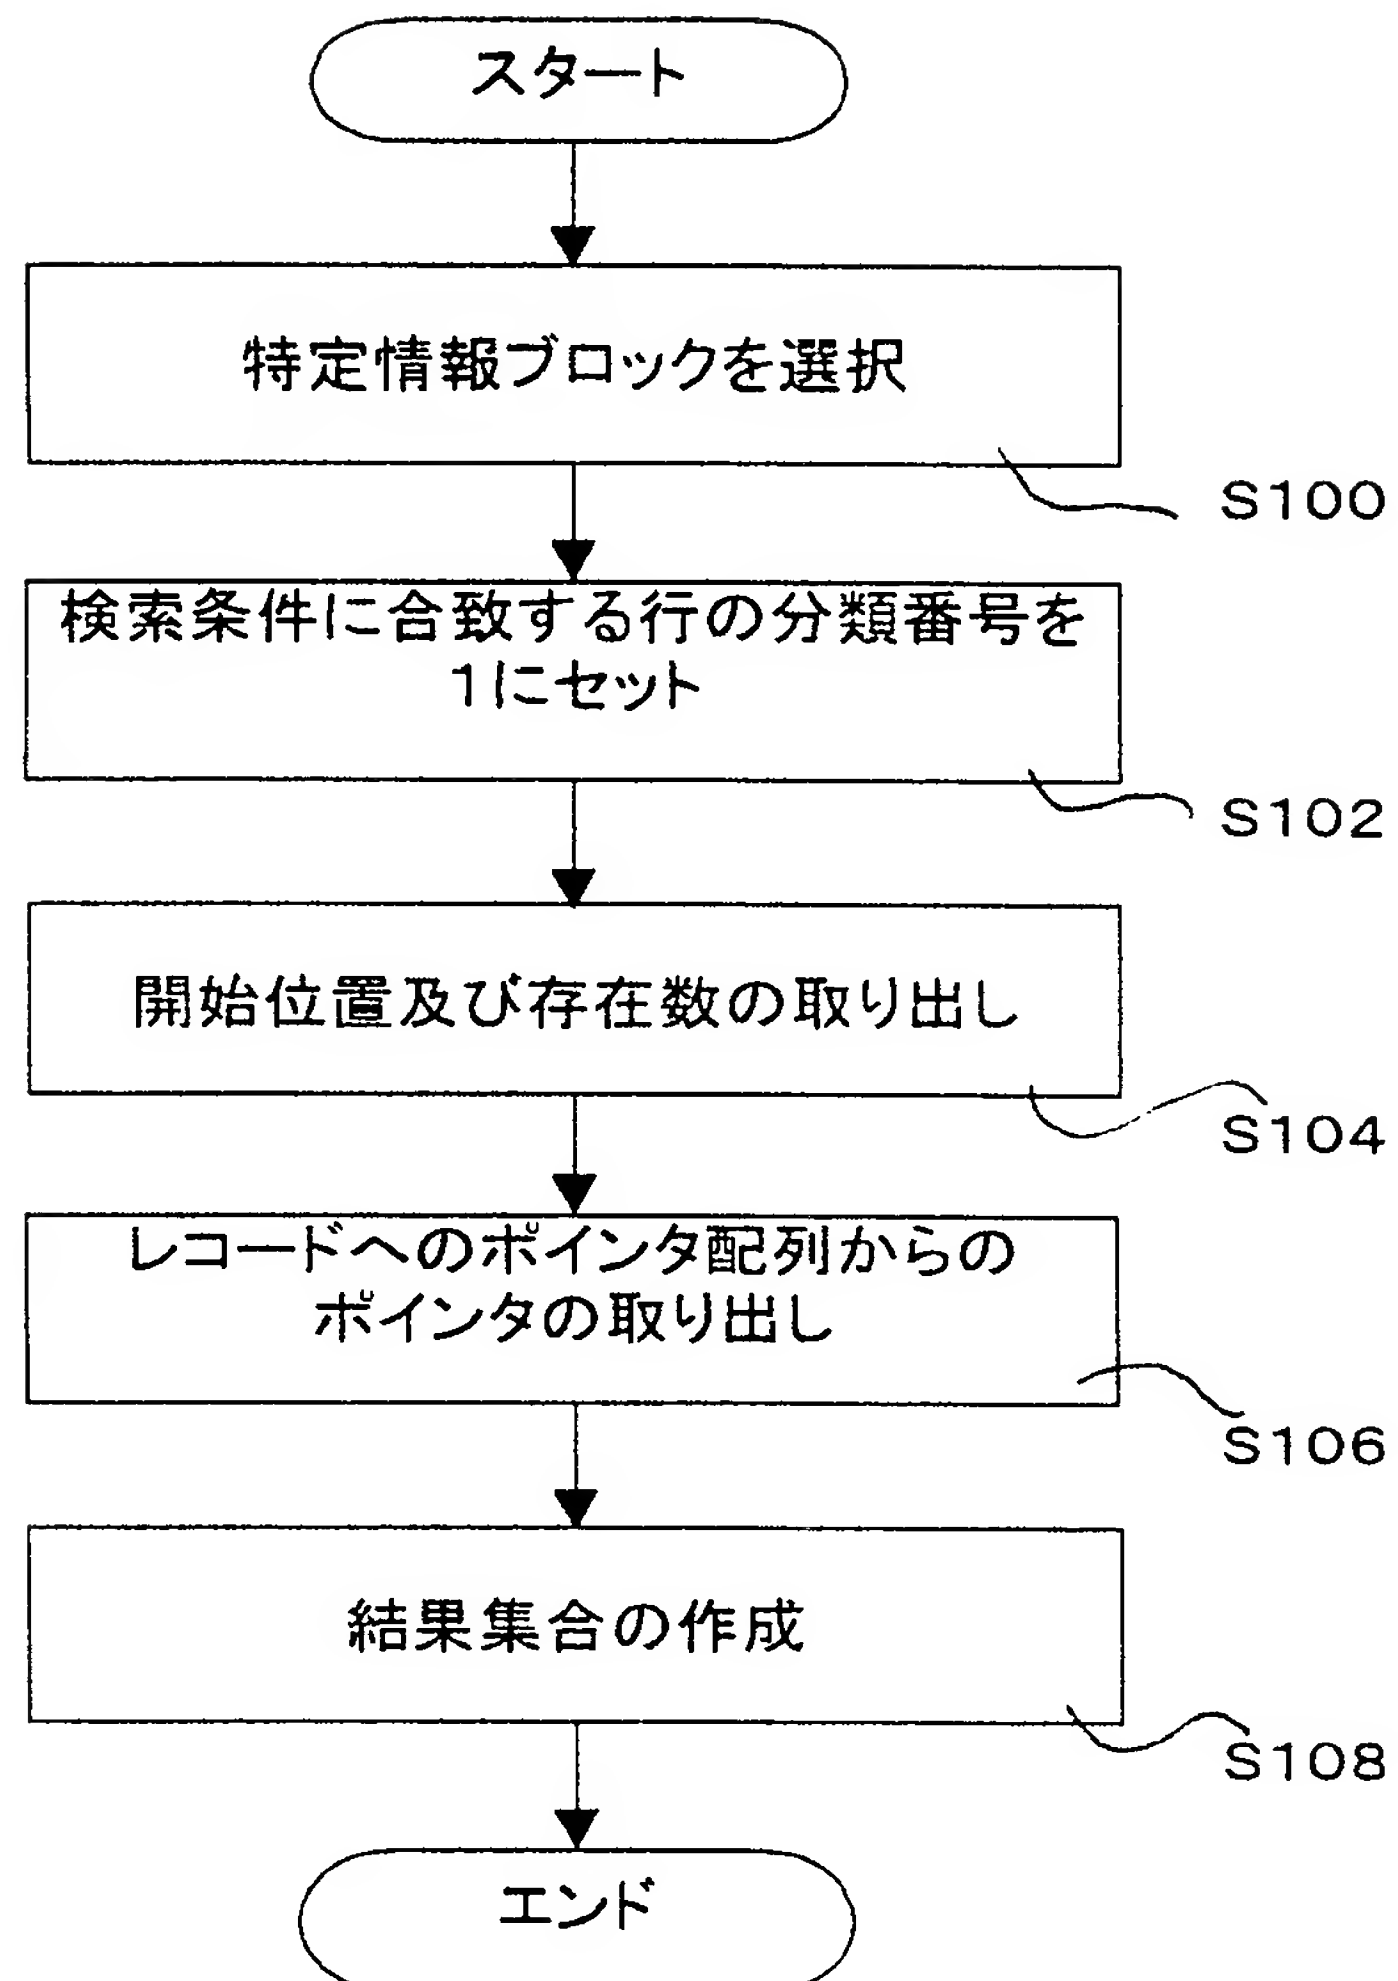 スタート
特定情報ブロックを選択
S100
検索条件に合致する行の分類番号を
1にセット
S102
開始位置及び存在数の取り出し
S104
レコードへのポインタ配列からの
ポインタの取り出し
S106
結果集合の作成
S108
エンド